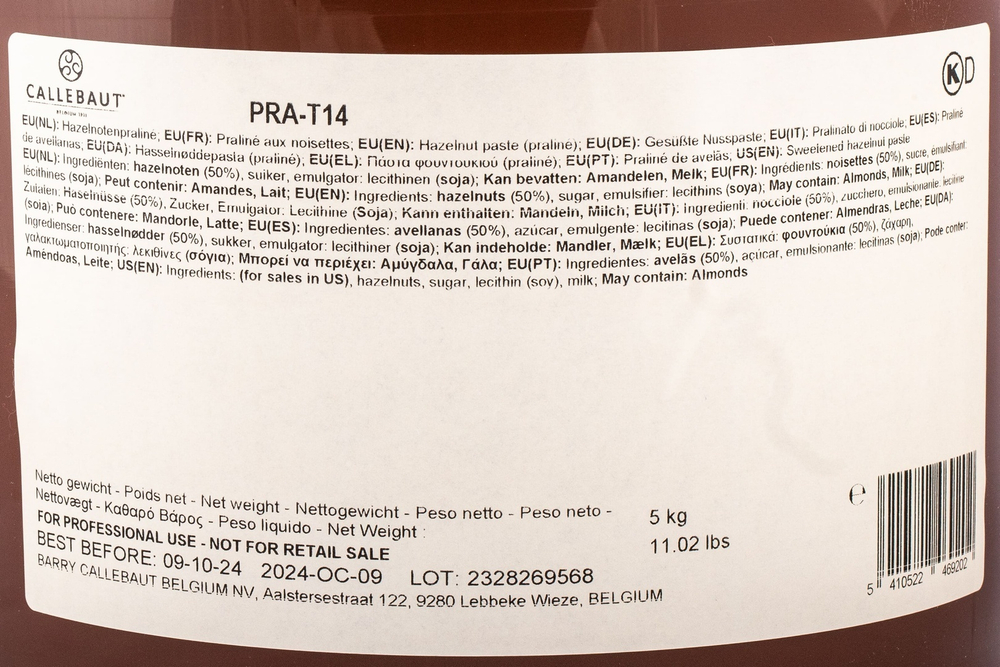 CALLEBAUT
BELGIUM 1911
K D
PRA-T14
EU(NL): Hazelnotenpraline; EU(FR): Praliné aux noisettes; EU(EN): Hazelnut paste (praline); EU(DE): Gesüßte Nusspaste; EU(IT): Pralinato di nocciole; EU(ES): Praliné
de avellanas; EU(DA): Hasselnøddepasta (praliné); EU(EL): Πάστα φουντουκιού (praliné); EU(PT): Praliné de avelãs; US(EN): Sweetened hazelnut paste
EU(NL): Ingrediënten: hazelnoten (50%), suiker, emulgator: lecithinen (soja); Kan bevatten: Amandelen, Melk; EU(FR): Ingrédients: noisettes (50%), sucre, émulsifiant:
lécithines (soja); Peut contenir: Amandes, Lait; EU(EN): Ingredients: hazelnuts (50%), sugar, emulsifier: lecithins (soya); May contain: Almonds, Milk; EU(DE):
Zutaten: Haselnüsse (50%), Zucker, Emulgator: Lecithine (Soja); Kann enthalten: Mandeln, Milch; EU(IT): Ingredienti: nocciole (50%), zucchero, emulsionante: lecitine
(soia); Può contenere: Mandorle, Latte; EU(ES): Ingredientes: avellanas (50%), azúcar, emulgente: lecitinas (soja); Puede contener: Almendras, Leche; EU(DA):
Ingredienser: hasselnødder (50%), sukker, emulgator: lecithiner (soja); Kan indeholde: Mandler, Mælk; EU(EL): Συστατικά: φουντούκια (50%), ζάχαρη,
γαλακτωματοποιητής: λεκιθίνες (σόγια); Μπορεί να περιέχει: Αμύγδαλα, Γάλα; EU(PT): Ingredientes: avelãs (50%), açúcar, emulsionante: lecitinas (soja); Pode conter:
Amêndoas, Leite; US(EN): Ingredients: (for sales in US), hazelnuts, sugar, lecithin (soy), milk; May contain: Almonds
Netto gewicht - Poids net - Net weight - Nettogewicht - Peso netto - Peso neto -
Nettovægt - Καθαρό Βάρος - Peso liquido - Net Weight :
5 kg
11.02 lbs
e
FOR PROFESSIONAL USE - NOT FOR RETAIL SALE
BEST BEFORE: 09-10-24 2024-OC-09 LOT: 2328269568
BARRY CALLEBAUT BELGIUM NV, Aalstersestraat 122, 9280 Lebbeke Wieze, BELGIUM
5 410522 469202